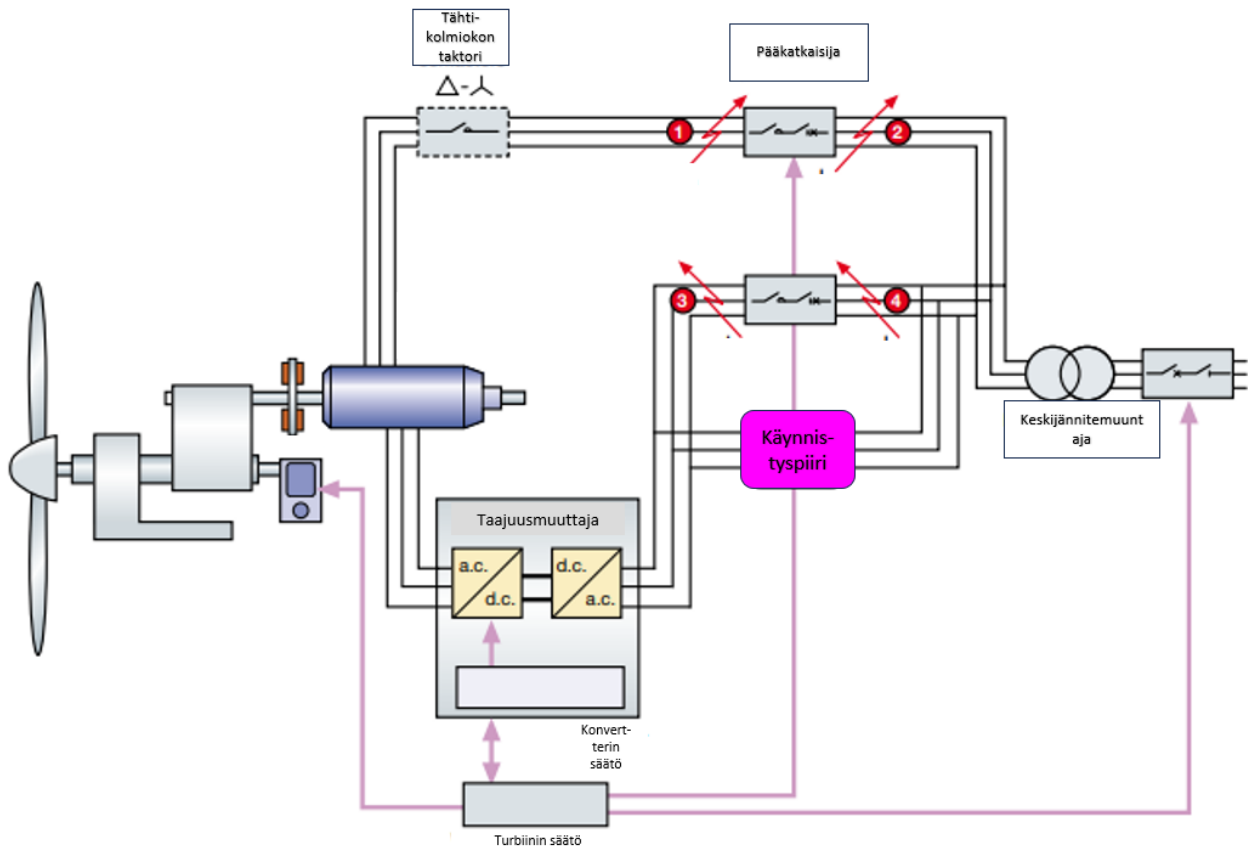 Tähti-
kolmiokon
taktori
Pääkatkaisija
1
2
3
4
Käynnis-
tyspiiri
Keskijännitemuunt
aja
Taajuusmuuttaja
a.c.
d.c.
d.c.
a.c.
Konvert-
terin
säätö
Turbiinin säätö